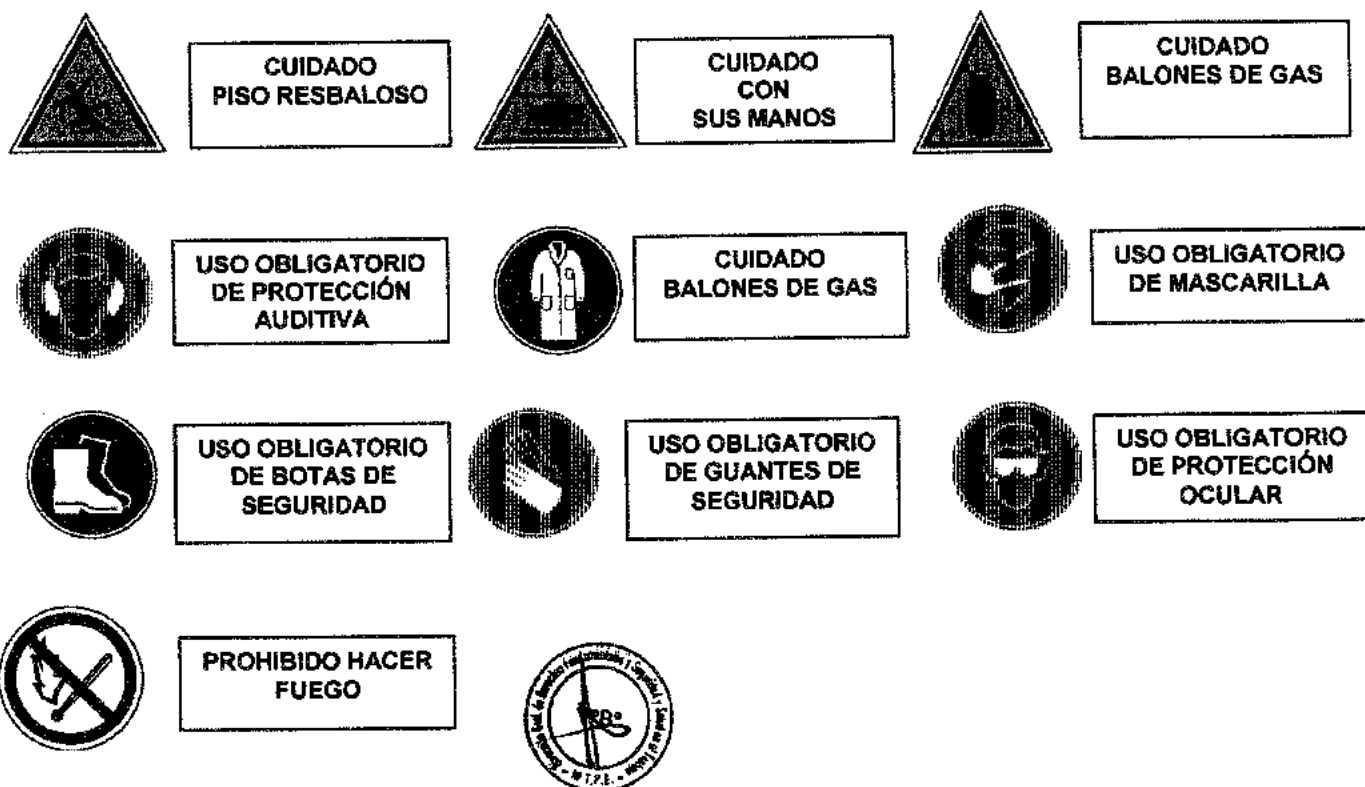 CUIDADO
PISO RESBALOSO
CUIDADO
CON
SUS MANOS
CUIDADO
BALONES DE GAS
USO OBLIGATORIO
DE PROTECCIÓN
AUDITIVA
CUIDADO
BALONES DE GAS
USO OBLIGATORIO
DE MASCARILLA
USO OBLIGATORIO
DE BOTAS DE
SEGURIDAD
USO OBLIGATORIO
DE GUANTES DE
SEGURIDAD
USO OBLIGATORIO
DE PROTECCIÓN
OCULAR
PROHIBIDO HACER
FUEGO
M.T.P.E.